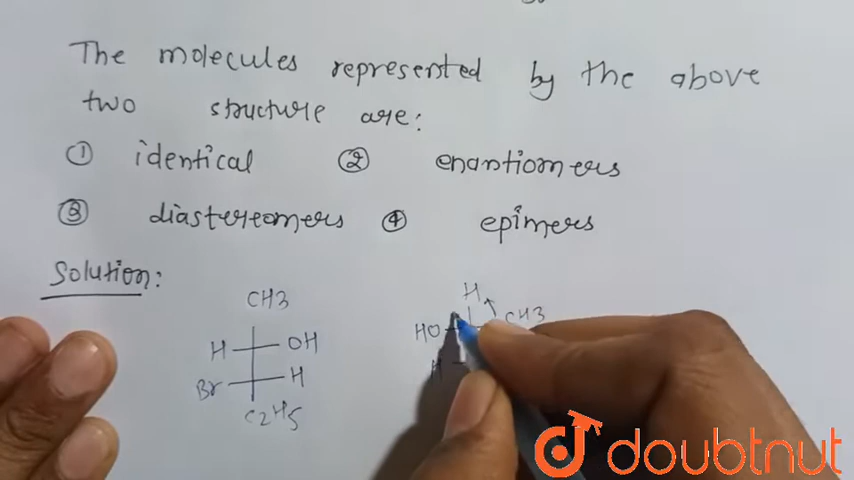 The molecules represented by the above
two structure are:
① identical ② enantiomers
③ diastereomers ④ epimers
Solution:
CH3
H OH
Br H
C2H5
H
HO CH3
H
doubtnut